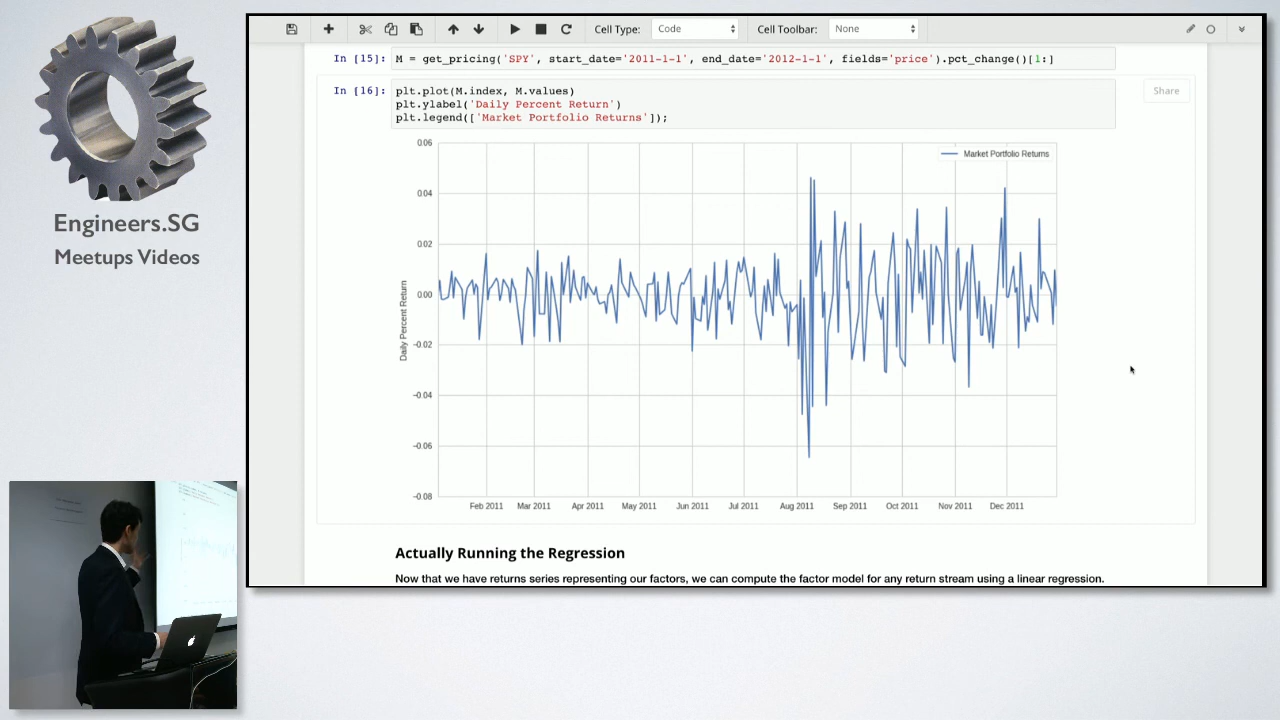 Engineers.SG
Meetups Videos
Cell Type: Code Cell Toolbar: None
In [15]: M = get_pricing('SPY', start_date='2011-1-1', end_date='2012-1-1', fields='price').pct_change()[1:]
In [16]: plt.plot(M.index, M.values)
plt.ylabel('Daily Percent Return')
plt.legend(['Market Portfolio Returns']);
Share
Market Portfolio Returns
0.06
0.04
0.02
0.00
−0.02
−0.04
−0.06
−0.08
Daily Percent Return
Feb 2011 Mar 2011 Apr 2011 May 2011 Jun 2011 Jul 2011 Aug 2011 Sep 2011 Oct 2011 Nov 2011 Dec 2011
Actually Running the Regression
Now that we have returns series representing our factors, we can compute the factor model for any return stream using a linear regression.